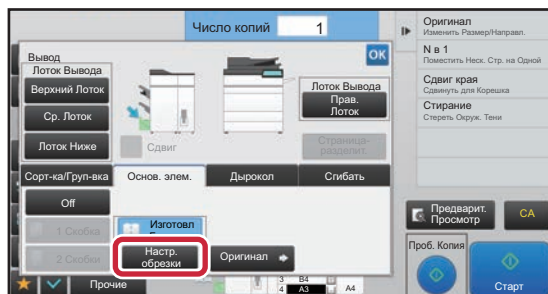 Число копий 1
Вывод
OK
Лоток Вывода
Верхний Лоток
Ср. Лоток
Лоток Ниже
Сдвиг
Лоток Вывода
Прав.
Лоток
Страница-
разделит.
Сорт-ка/Груп-вка
Основ. элем.
Дырокол
Сгибать
Off
1 Скобка
2 Скобки
Изготовл
Настр.
обрезки
Оригинал
Прочие
3 B4
4 A3
A4
Оригинал
Изменить Размер/Направл.
N в 1
Поместить Неск. Стр. на Одной
Сдвиг края
Сдвинуть для Корешка
Стирание
Стереть Окруж. Тени
Предварит.
Просмотр
CA
Проб. Копия
Старт